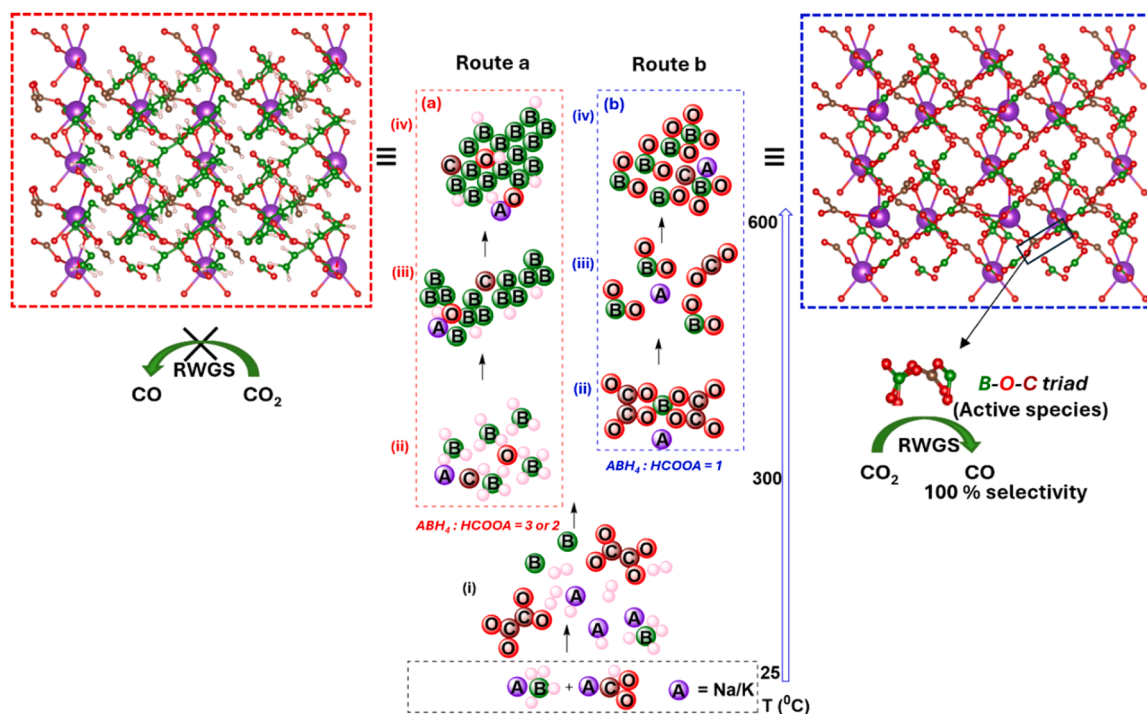 Route a
Route b
(a)
(b)
(iv)
B B B B B B B C O B B B B B A O
(iv)
O O O B B O B O C A O B O B O O
≡
≡
600
(iii)
B B B B C B B B B B O B B A B
(iii)
O B O O C O A O B O O B O
(ii)
B B B O A C B B
(ii)
O O O O C B C O O O O C C O O O O A
ABH4 : HCOOA = 1
300
ABH4 : HCOOA = 3 or 2
RWGS
CO
CO2
B-O-C triad
(Active species)
RWGS
CO2
CO
100 % selectivity
(i)
B B O O C C O O
O O C C O O A A A B
A B + A C O O
A = Na/K
25
T (⁰C)